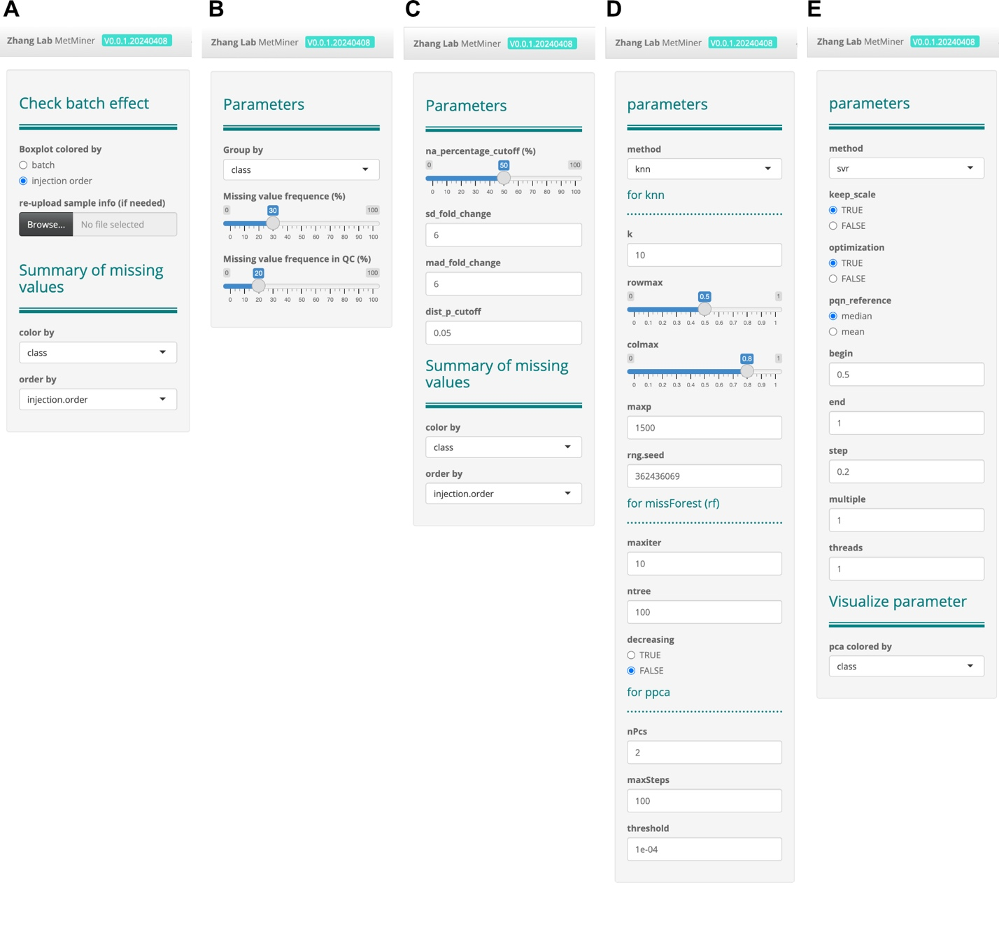 A
Zhang Lab MetMiner V0.0.1.20240408
Check batch effect
Boxplot colored by
batch
injection order
re-upload sample info (if needed)
Browse... No file selected
Summary of missing
values
color by
class
order by
injection.order
B
Zhang Lab MetMiner V0.0.1.20240408
Parameters
Group by
class
Missing value frequence (%)
0 30 100
0 10 20 30 40 50 60 70 80 90 100
Missing value frequence in QC (%)
0 20 100
0 10 20 30 40 50 60 70 80 90 100
C
Zhang Lab MetMiner V0.0.1.20240408
Parameters
na_percentage_cutoff (%)
0 50 100
0 10 20 30 40 50 60 70 80 90 100
sd_fold_change
6
mad_fold_change
6
dist_p_cutoff
0.05
Summary of missing
values
color by
class
order by
injection.order
D
Zhang Lab MetMiner V0.0.1.20240408
parameters
method
knn
for knn
k
10
rowmax
0 0.5 1
0 0.1 0.2 0.3 0.4 0.5 0.6 0.7 0.8 0.9 1
colmax
0 0.8 1
0 0.1 0.2 0.3 0.4 0.5 0.6 0.7 0.8 0.9 1
maxp
1500
rng.seed
362436069
for missForest (rf)
maxiter
10
ntree
100
decreasing
TRUE
FALSE
for ppca
nPcs
2
maxSteps
100
threshold
1e-04
E
Zhang Lab MetMiner V0.0.1.20240408
parameters
method
svr
keep_scale
TRUE
FALSE
optimization
TRUE
FALSE
pqn_reference
median
mean
begin
0.5
end
1
step
0.2
multiple
1
threads
1
Visualize parameter
pca colored by
class